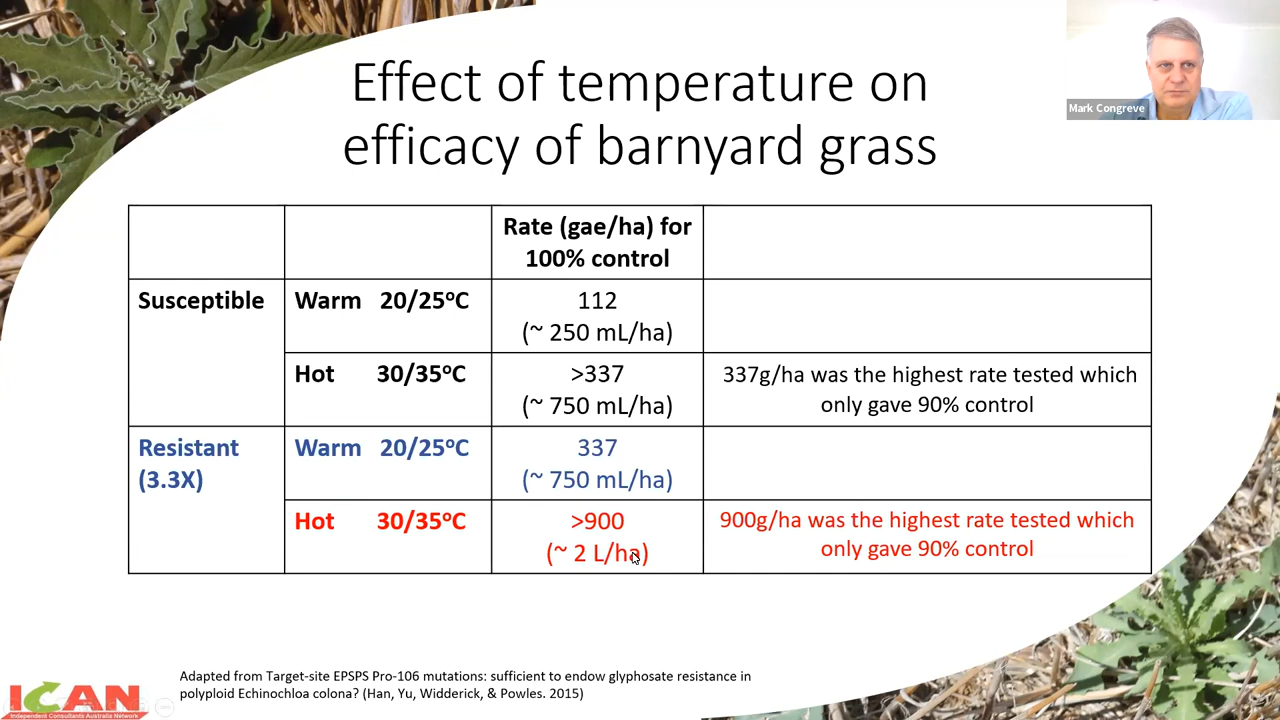 Mark Congreve
Effect of temperature on
efficacy of barnyard grass
Rate (gae/ha) for
100% control
Susceptible
Warm 20/25°C
112
(~ 250 mL/ha)
Hot 30/35°C
>337
(~ 750 mL/ha)
337g/ha was the highest rate tested which
only gave 90% control
Resistant
(3.3X)
Warm 20/25°C
337
(~ 750 mL/ha)
Hot 30/35°C
>900
(~ 2 L/ha)
900g/ha was the highest rate tested which
only gave 90% control
Adapted from Target-site EPSPS Pro-106 mutations: sufficient to endow glyphosate resistance in
polyploid Echinochloa colona? (Han, Yu, Widderick, & Powles. 2015)
ICAN
Independent Consultants Australia Network